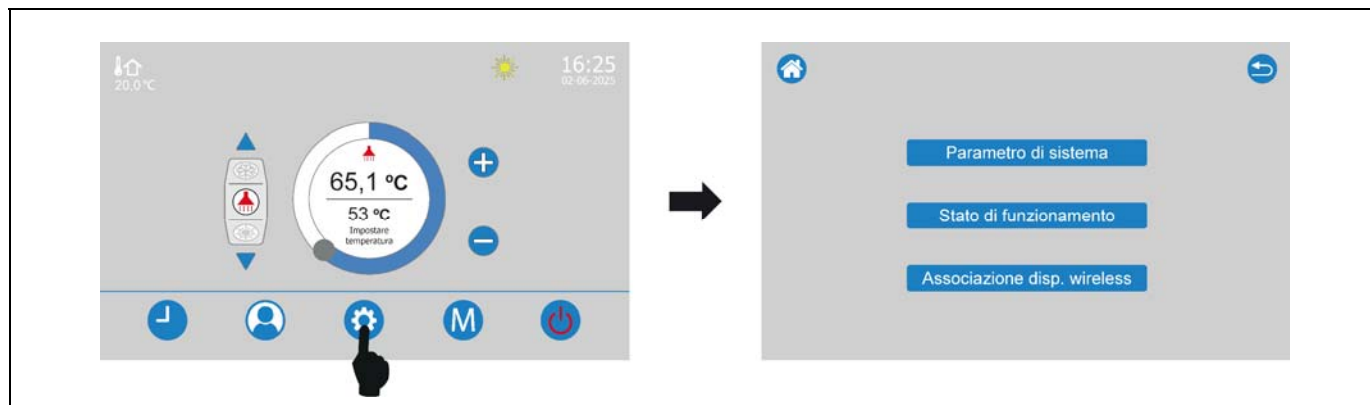 20.0 °C
16:25
02-06-2025
65,1 °C
53 °C
Impostare
temperatura
M
Parametro di sistema
Stato di funzionamento
Associazione disp. wireless